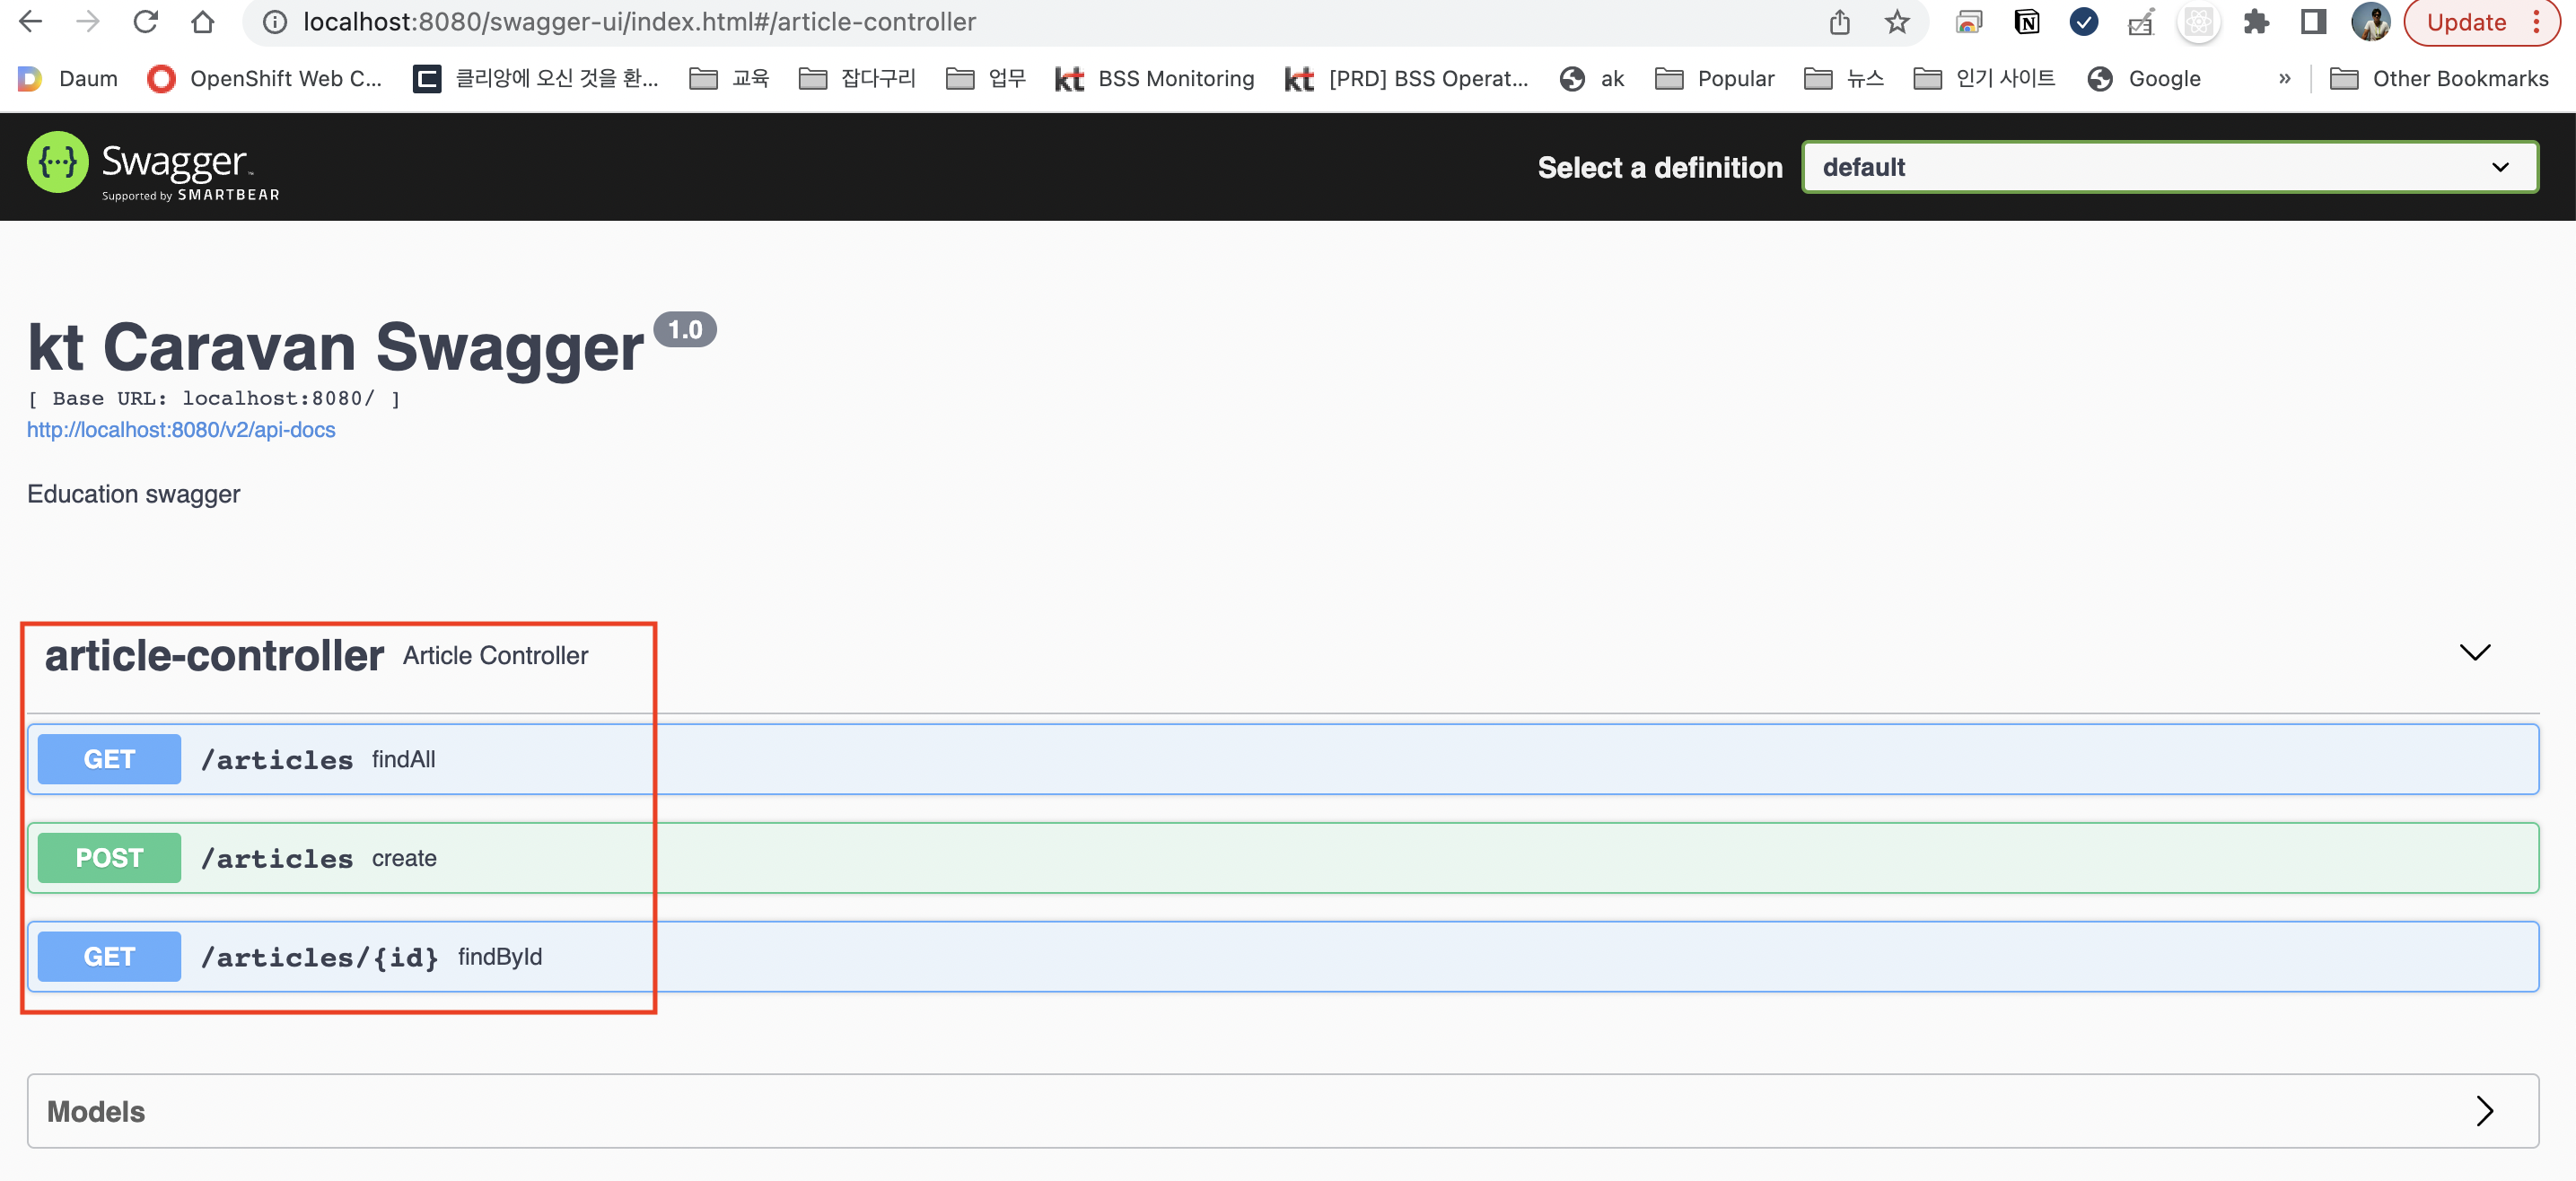 localhost:8080/swagger-ui/index.html#/article-controller
Update
Daum OpenShift Web C... 클리앙에 오신 것을 환... 교육 잡다구리 업무 kt BSS Monitoring kt [PRD] BSS Operat... ak Popular 뉴스 인기 사이트 Google » Other Bookmarks
{···} Swagger
Supported by SMARTBEAR
Select a definition default
kt Caravan Swagger 1.0
[ Base URL: localhost:8080/ ]
http://localhost:8080/v2/api-docs
Education swagger
article-controller Article Controller
GET /articles findAll
POST /articles create
GET /articles/{id} findById
Models